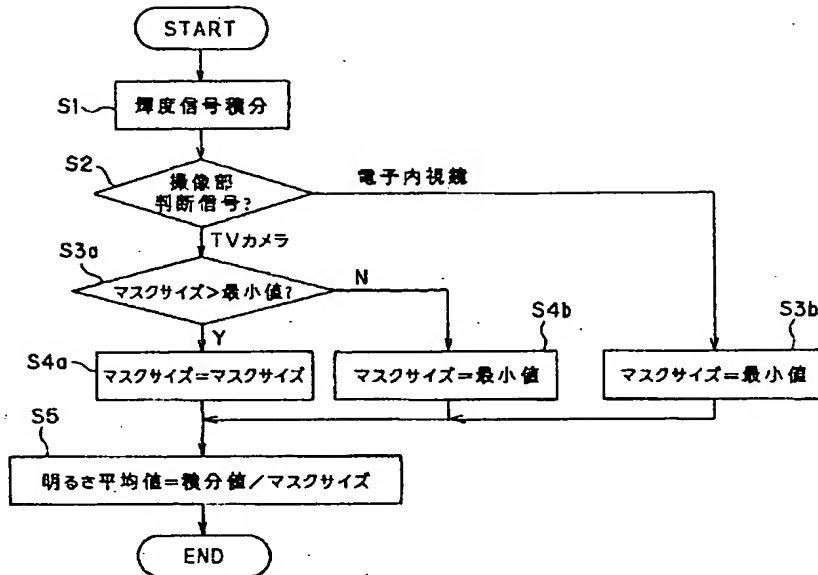 START
S1
輝度信号積分
S2
撮像部
判断信号?
電子内視鏡
TVカメラ
S3a
マスクサイズ>最小値?
N
Y
S4a
マスクサイズ=マスクサイズ
S4b
マスクサイズ=最小値
S3b
マスクサイズ=最小値
S5
明るさ平均値=積分値/マスクサイズ
END